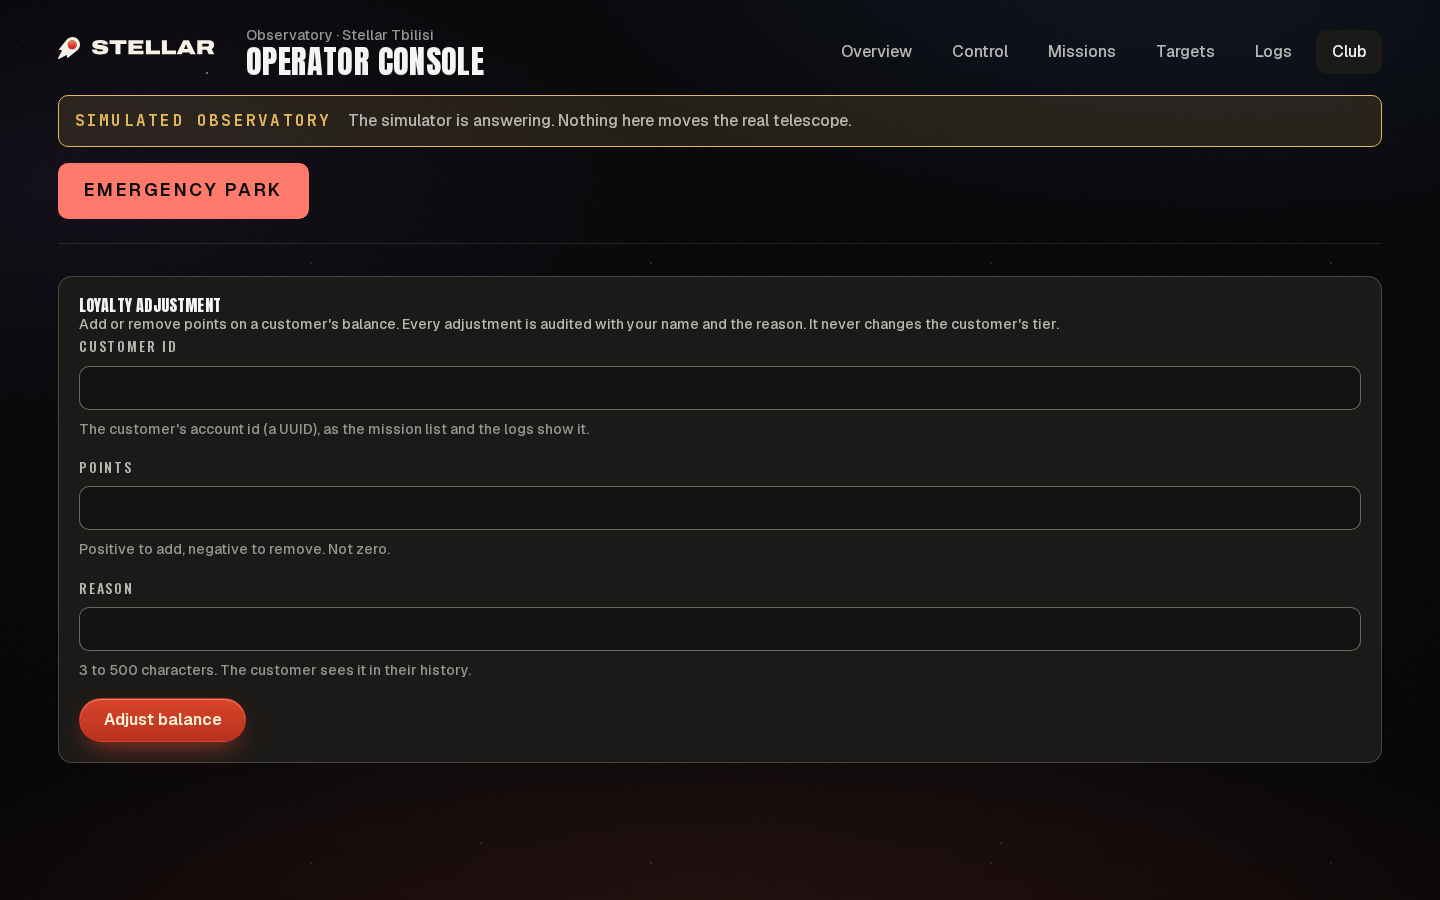 STELLAR
Observatory · Stellar Tbilisi
OPERATOR CONSOLE
Overview Control Missions Targets Logs Club
SIMULATED OBSERVATORY The simulator is answering. Nothing here moves the real telescope.
EMERGENCY PARK
LOYALTY ADJUSTMENT
Add or remove points on a customer's balance. Every adjustment is audited with your name and the reason. It never changes the customer's tier.
CUSTOMER ID
The customer's account id (a UUID), as the mission list and the logs show it.
POINTS
Positive to add, negative to remove. Not zero.
REASON
3 to 500 characters. The customer sees it in their history.
Adjust balance